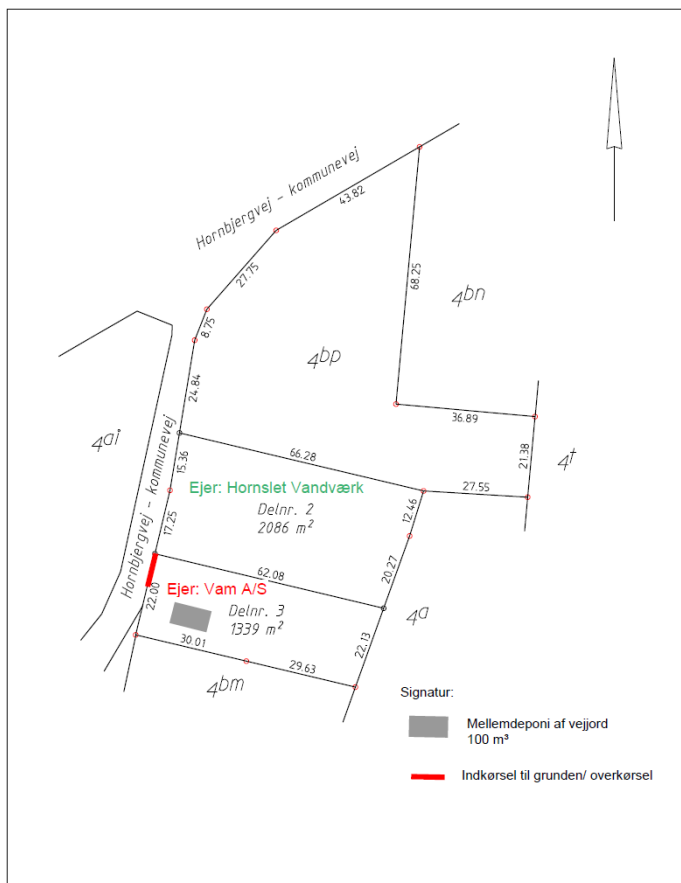 Hornbjergvej - kommunevej
43.82
27.75
8.75
68.25
4bn
4bp
24.84
36.89
4ai
Hornbjergvej - kommunevej
15.36
66.28
21.38
4t
27.55
Ejer: Hornslet Vandværk
Delnr. 2
2086 m²
12.46
17.25
20.27
62.08
Ejer: Vam A/S
22.00
Delnr. 3
1339 m²
4a
22.13
30.01
29.63
4bm
Signatur:
Mellemdeponi af vejjord
100 m³
Indkørsel til grunden/ overkørsel